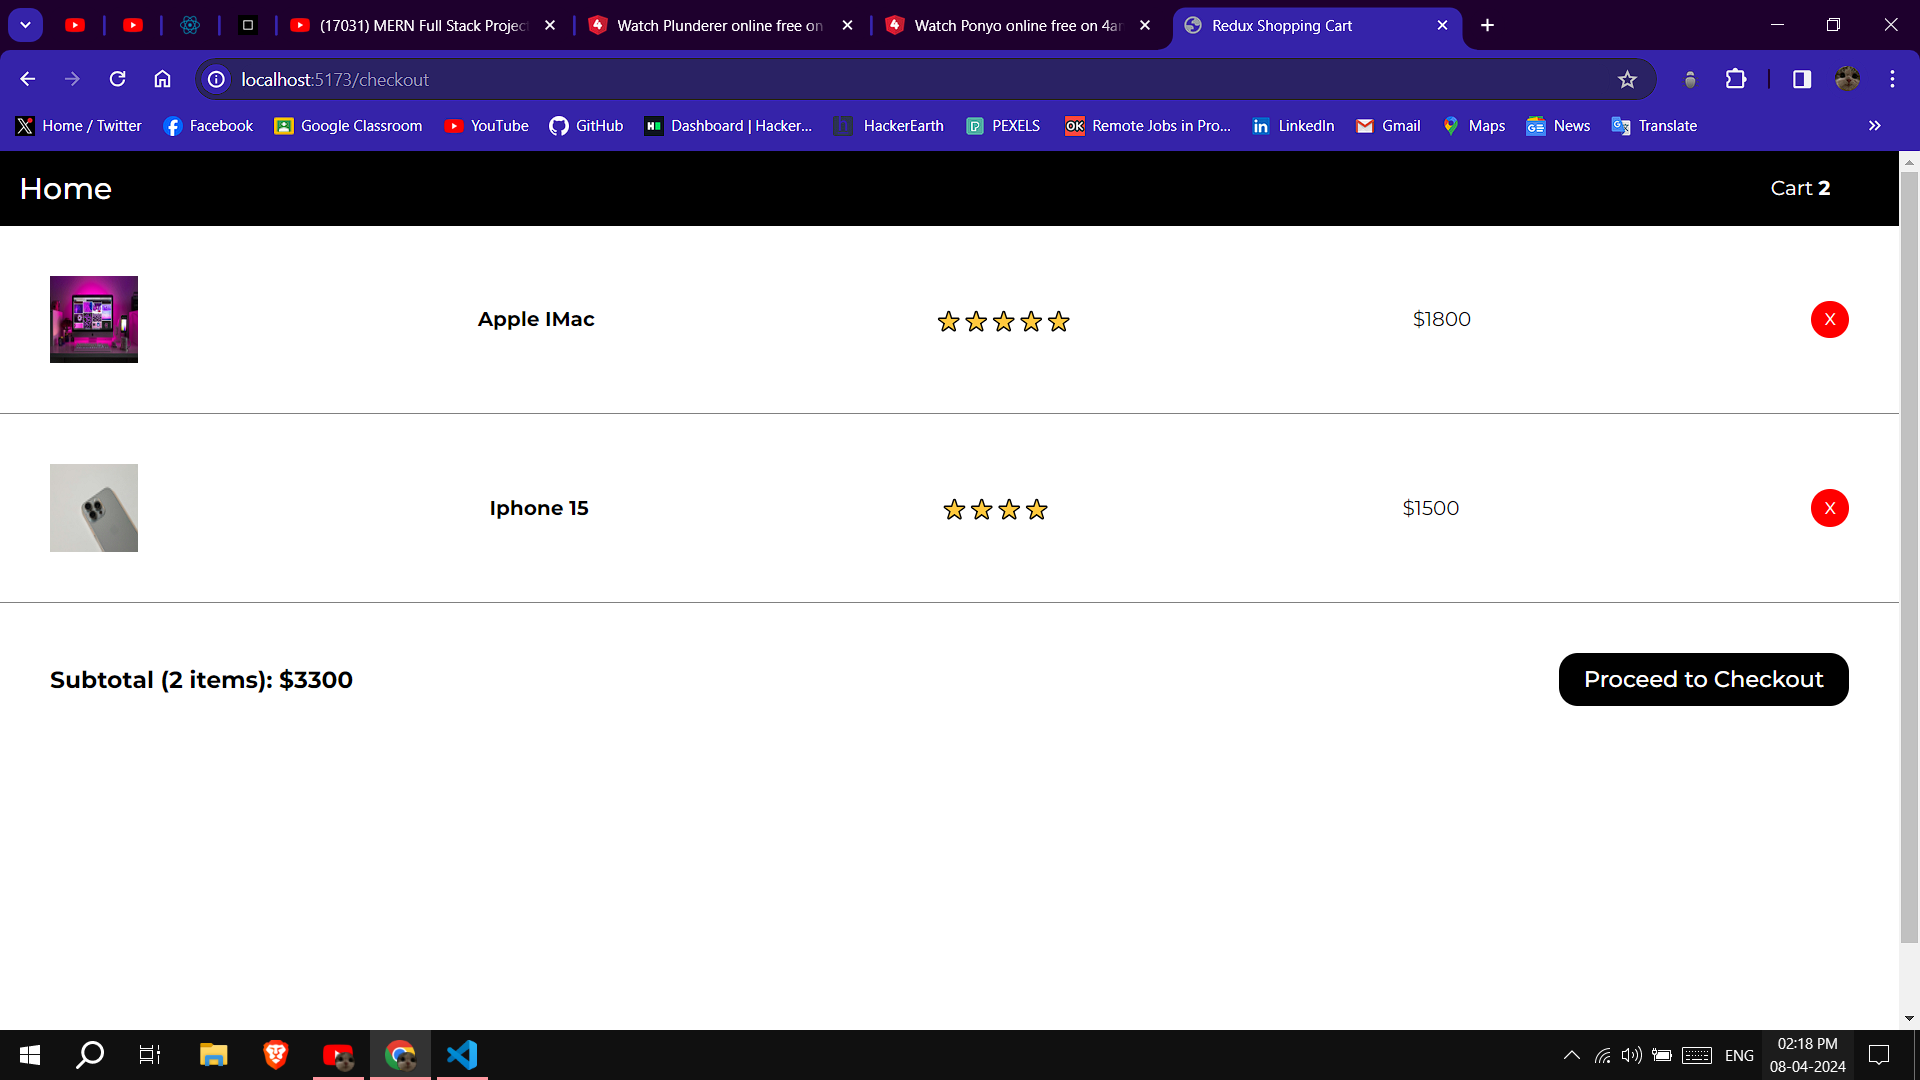 (17031) MERN Full Stack Projec
Watch Plunderer online free on
Watch Ponyo online free on 4a
Redux Shopping Cart
localhost:5173/checkout
Home / Twitter
Facebook
Google Classroom
YouTube
GitHub
Dashboard | Hacker...
HackerEarth
PEXELS
Remote Jobs in Pro...
LinkedIn
Gmail
Maps
News
Translate
Home
Cart 2
Apple IMac
$1800
X
Iphone 15
$1500
X
Subtotal (2 items): $3300
Proceed to Checkout
ENG
02:18 PM
08-04-2024